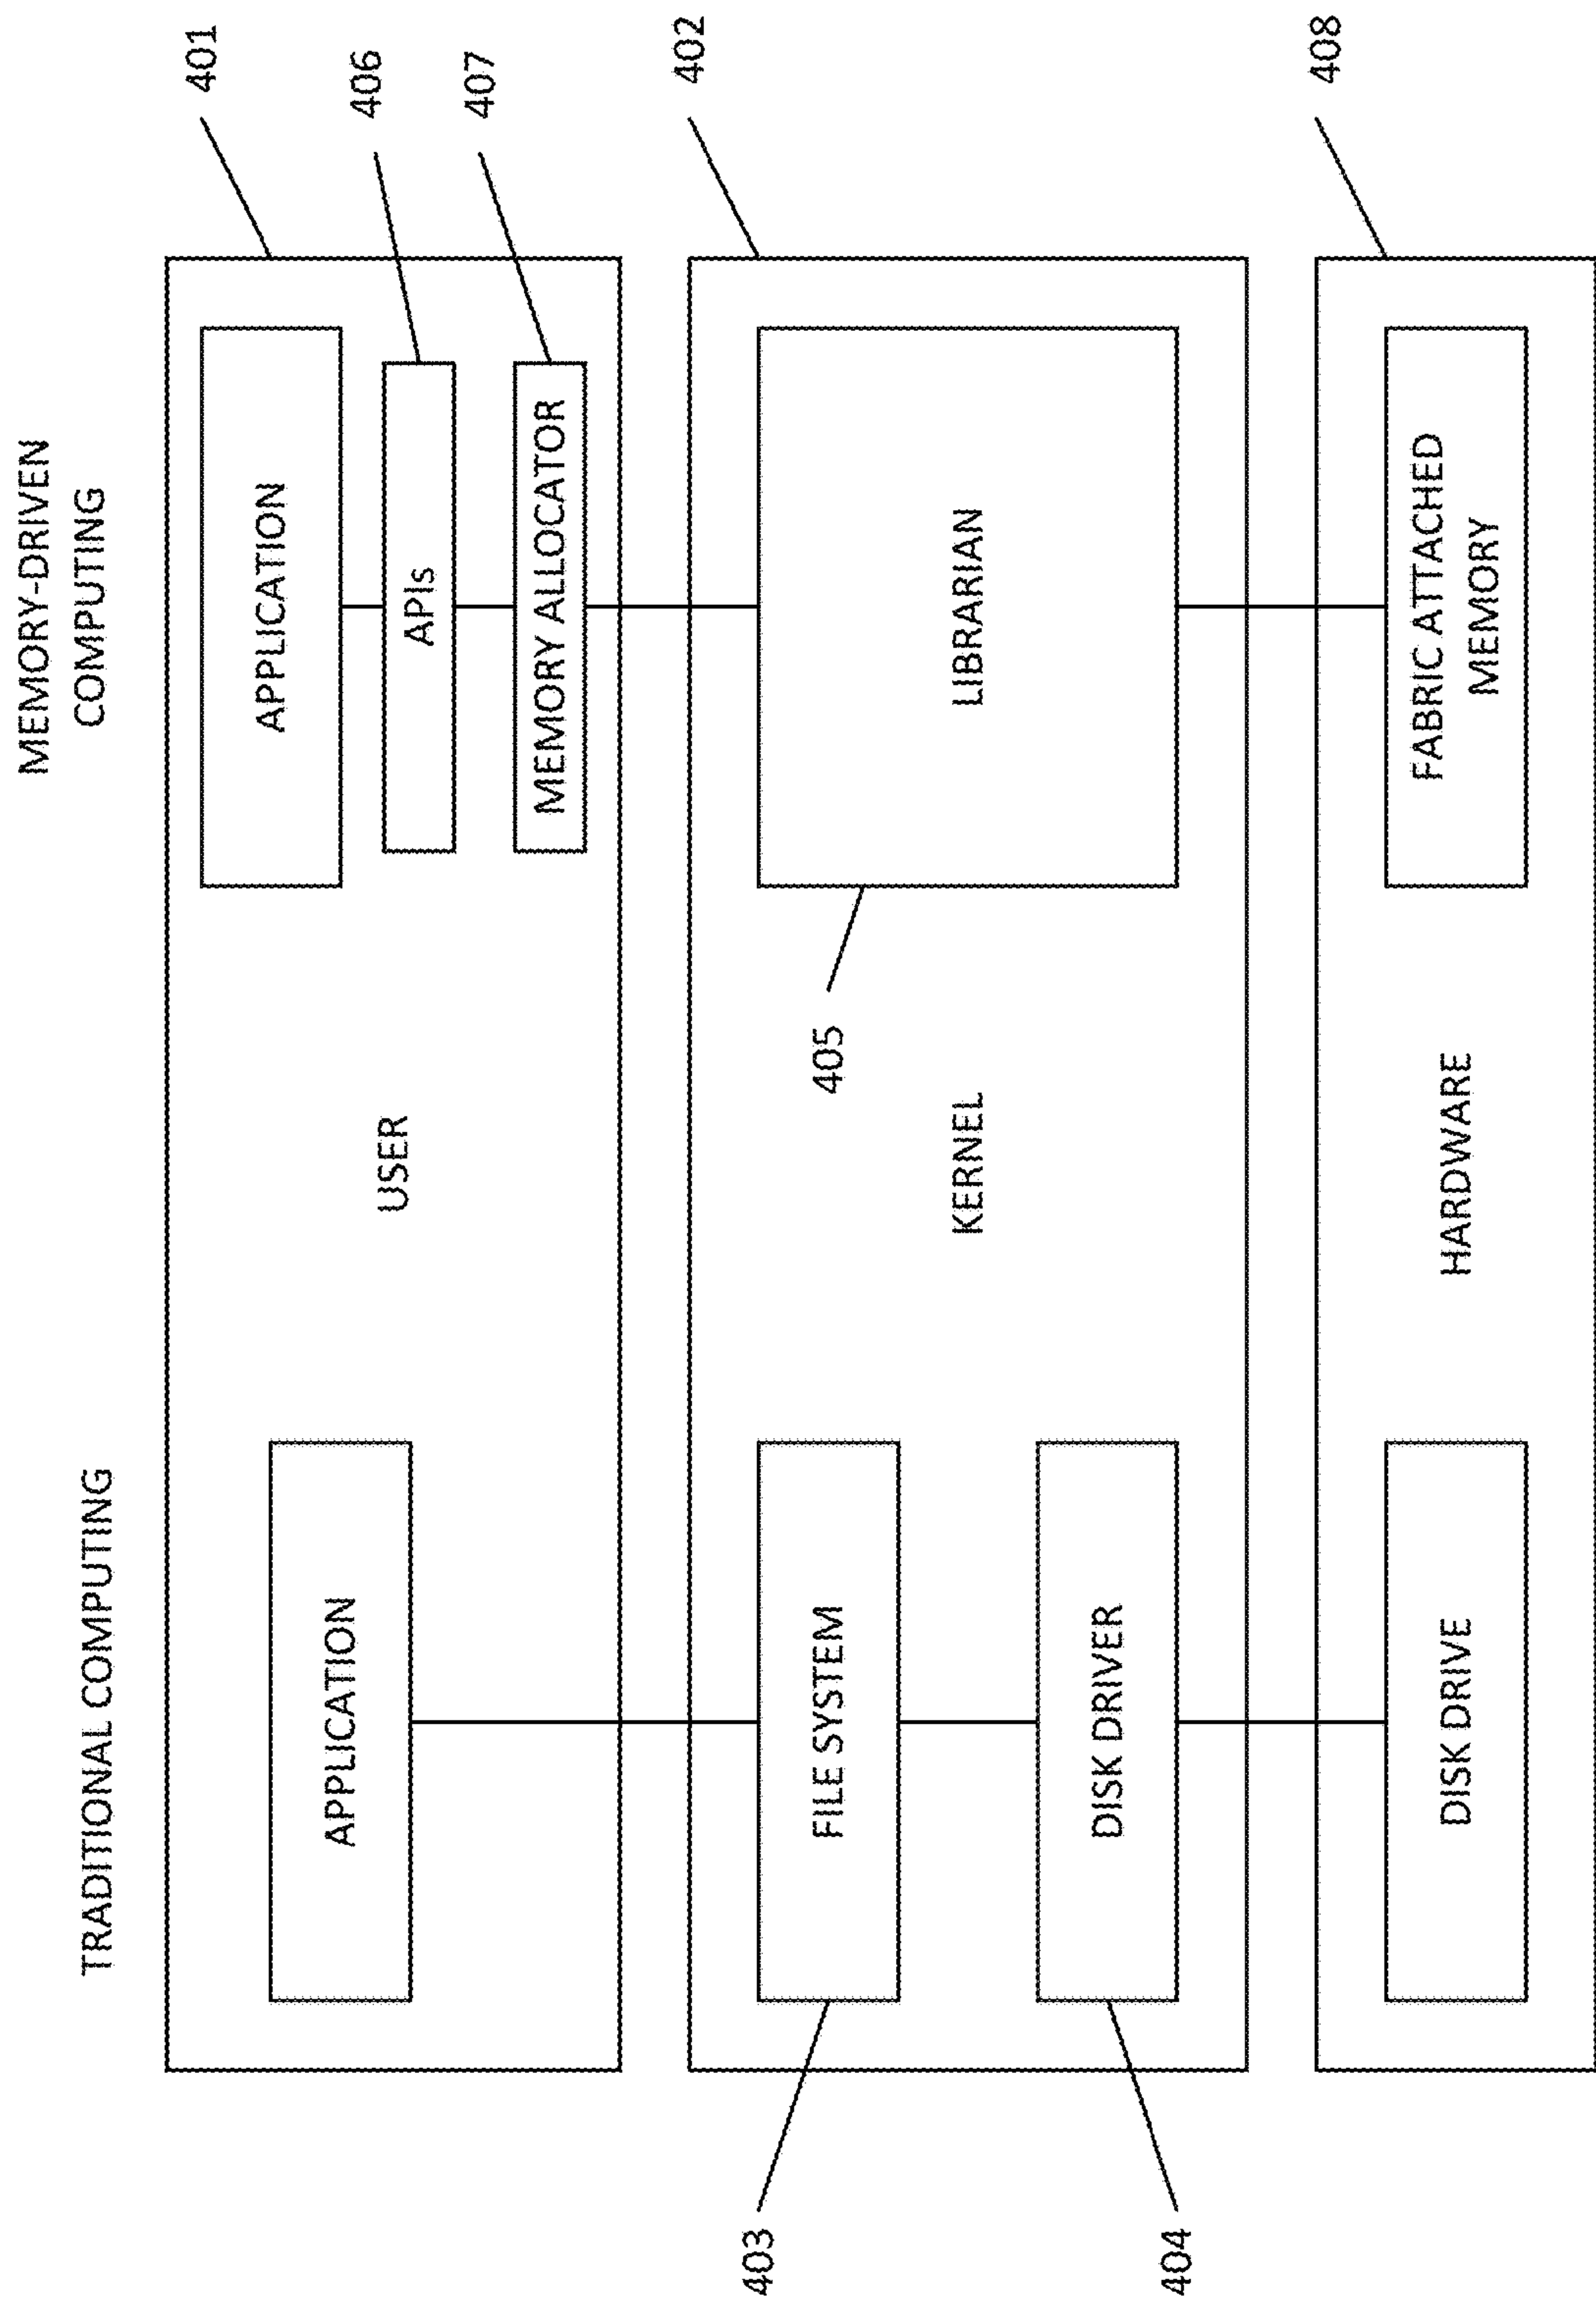 TRADITIONAL COMPUTING
MEMORY-DRIVEN
COMPUTING
401
APPLICATION
APPLICATION
406
USER
APIs
407
MEMORY ALLOCATOR
402
403
FILE SYSTEM
405
KERNEL
LIBRARIAN
404
DISK DRIVER
408
DISK DRIVE
HARDWARE
FABRIC ATTACHED
MEMORY